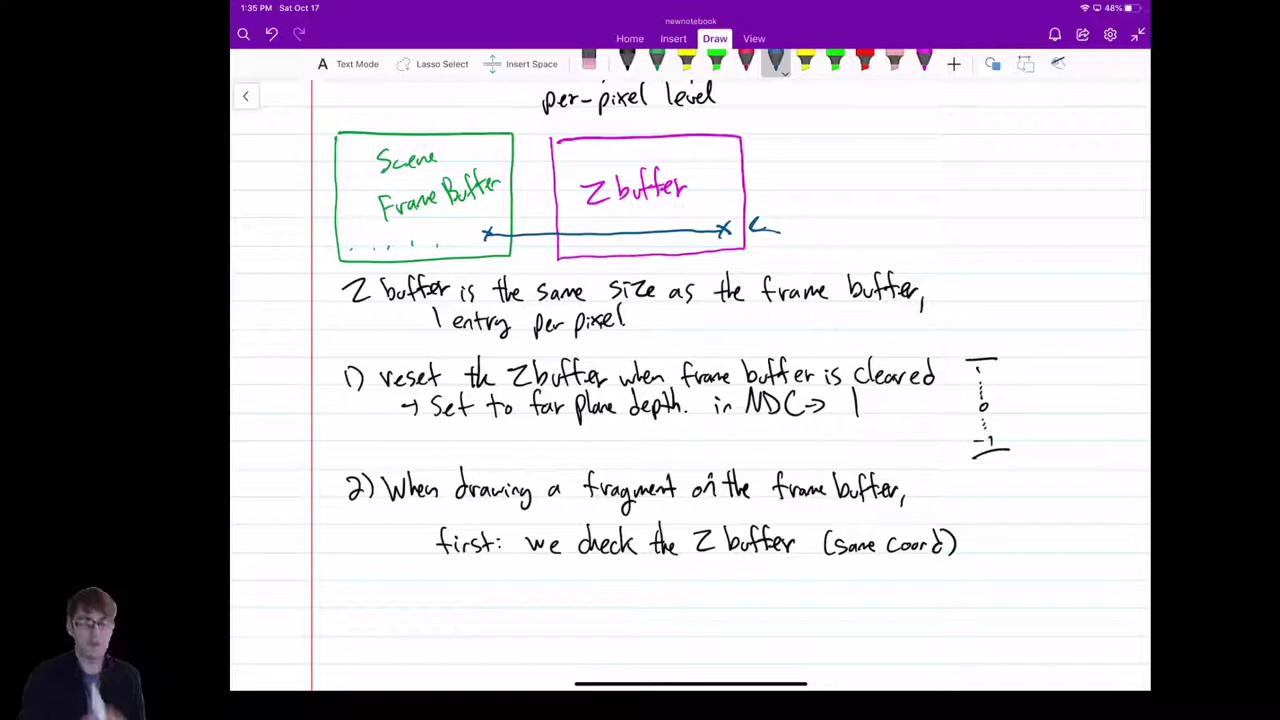 1:35 PM Sat Oct 17
48%
newnotebook
Home Insert Draw View
A Text Mode Lasso Select Insert Space
per-pixel level
Scene
Frame Buffer
Z buffer
Z buffer is the same size as the frame buffer,
1 entry per pixel
1) reset the Z buffer when frame buffer is cleared
→ Set to far plane depth. in NDC → 1
1
0
-1
2) When drawing a fragment on the frame buffer,
first: we check the Z buffer (same coord)